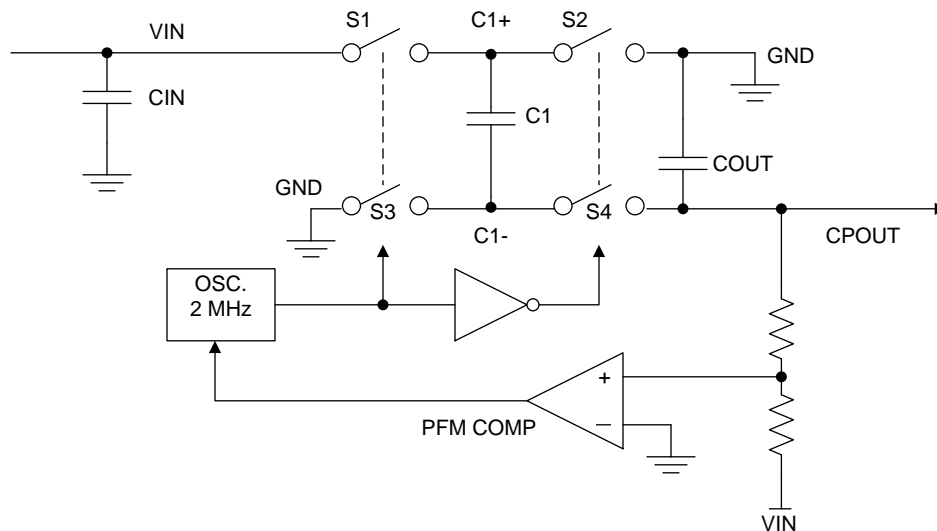 VIN
S1
C1+
S2
GND
CIN
C1
COUT
GND
S3
C1-
S4
CPOUT
OSC.
2 MHz
+
–
PFM COMP
VIN